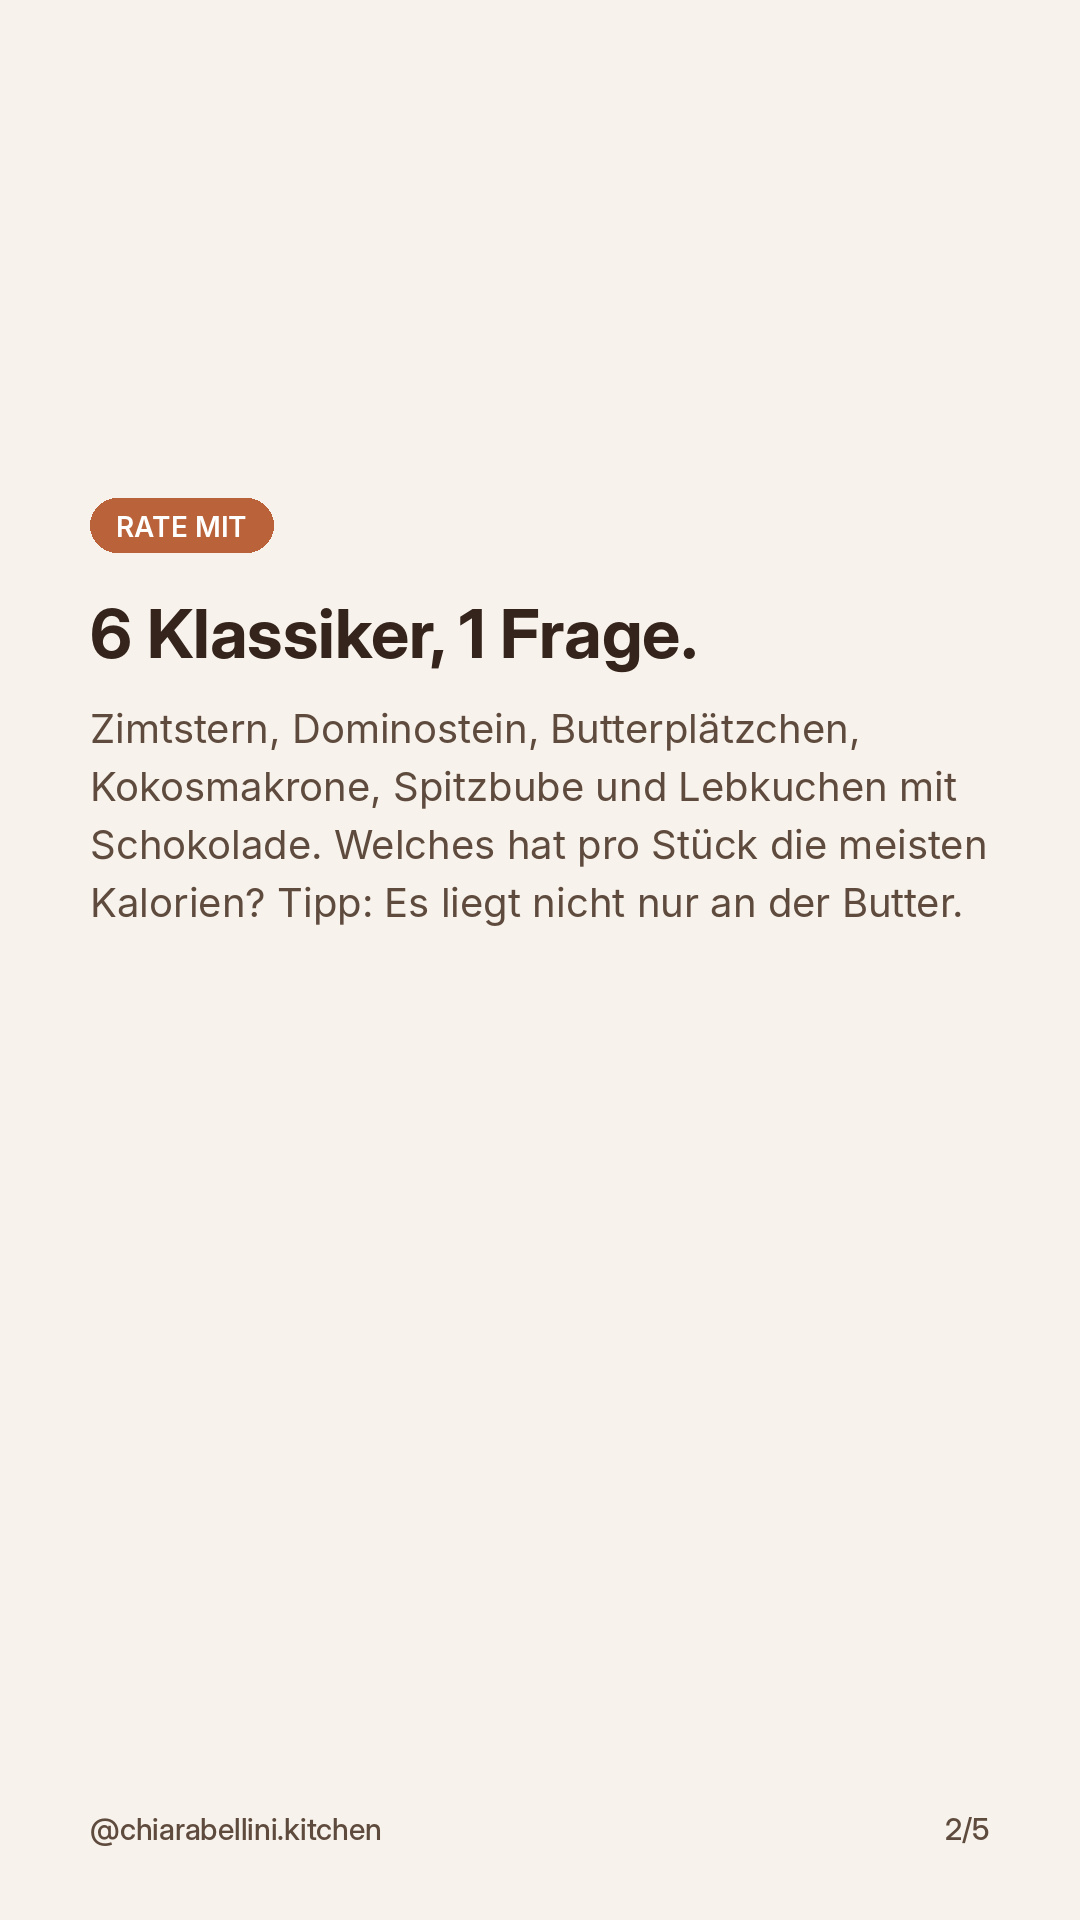 RATE MIT
6 Klassiker, 1 Frage.
Zimtstern, Dominostein, Butterplätzchen,
Kokosmakrone, Spitzbube und Lebkuchen mit
Schokolade. Welches hat pro Stück die meisten
Kalorien? Tipp: Es liegt nicht nur an der Butter.
@chiarabellini.kitchen
2/5